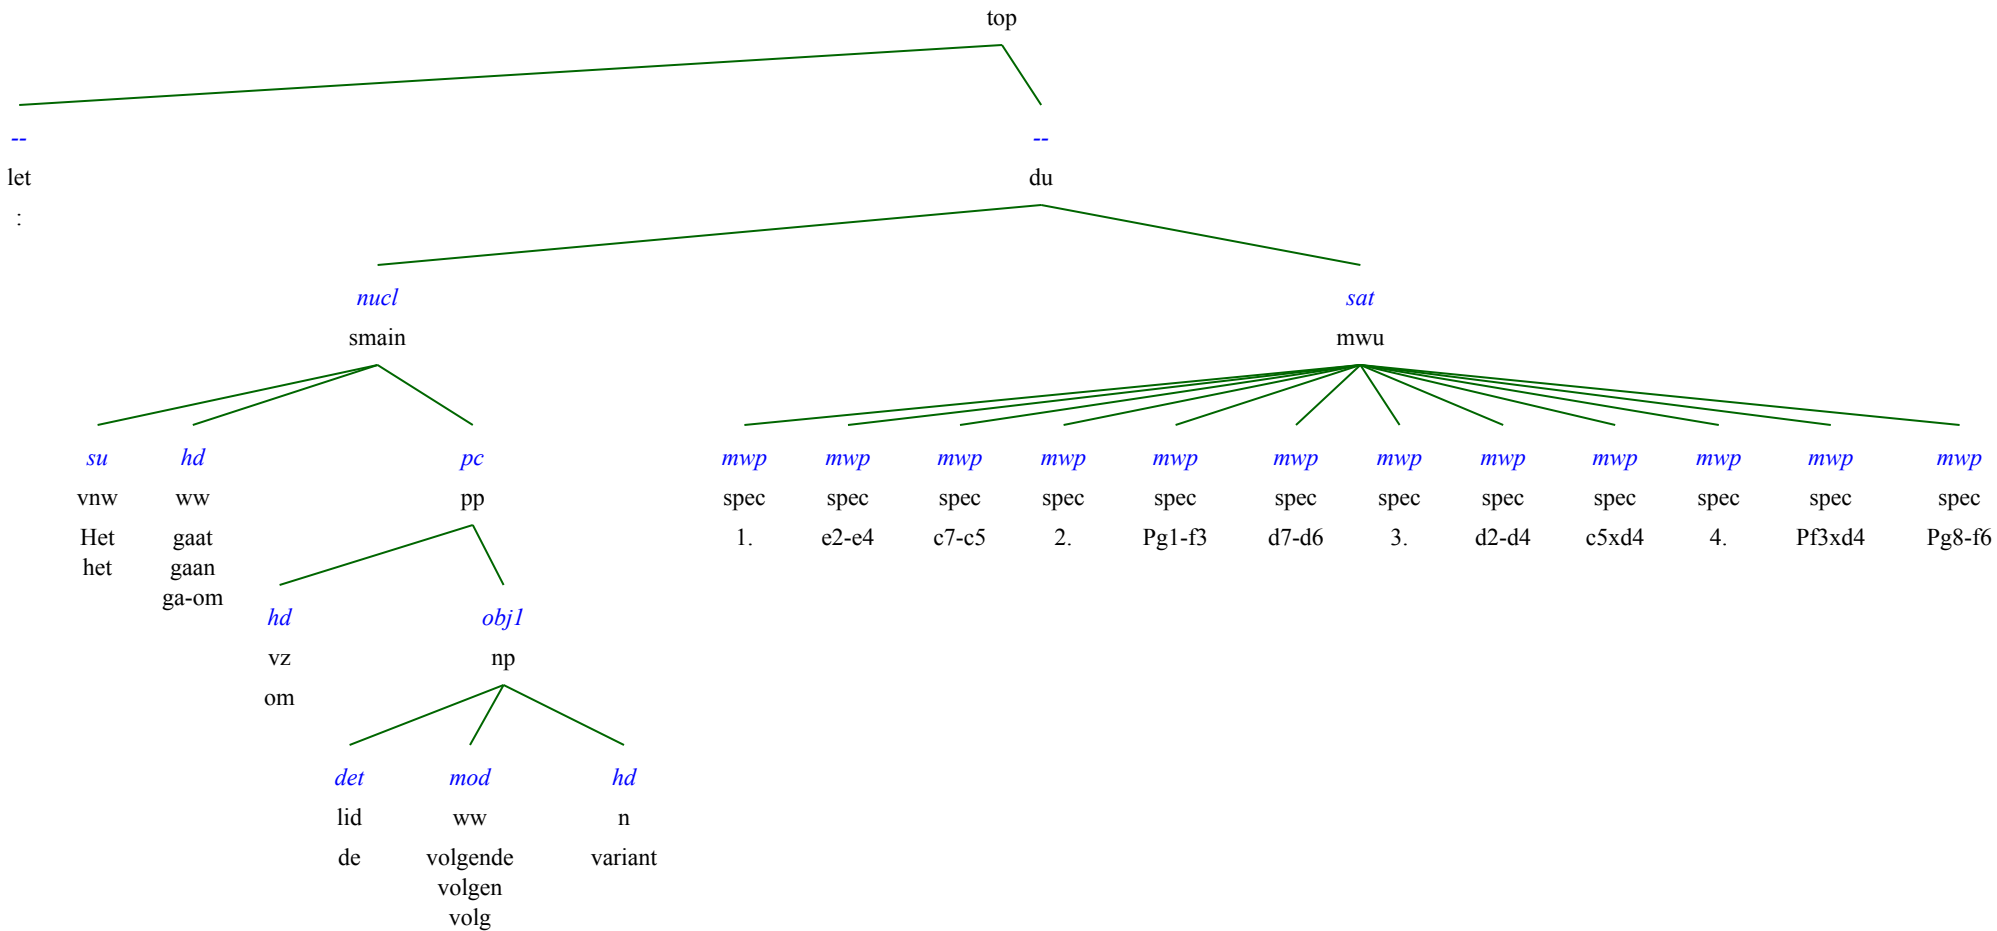 top
-- --
let du
:
nucl sat
smain mwu
su hd pc mwp mwp mwp mwp mwp mwp mwp mwp mwp mwp mwp mwp
vnw ww pp spec spec spec spec spec spec spec spec spec spec spec spec
Het gaat 1. e2-e4 c7-c5 2. Pg1-f3 d7-d6 3. d2-d4 c5xd4 4. Pf3xd4 Pg8-f6
het gaan
ga-om
hd obj1
vz np
om
det mod hd
lid ww n
de volgende variant
volgen
volg